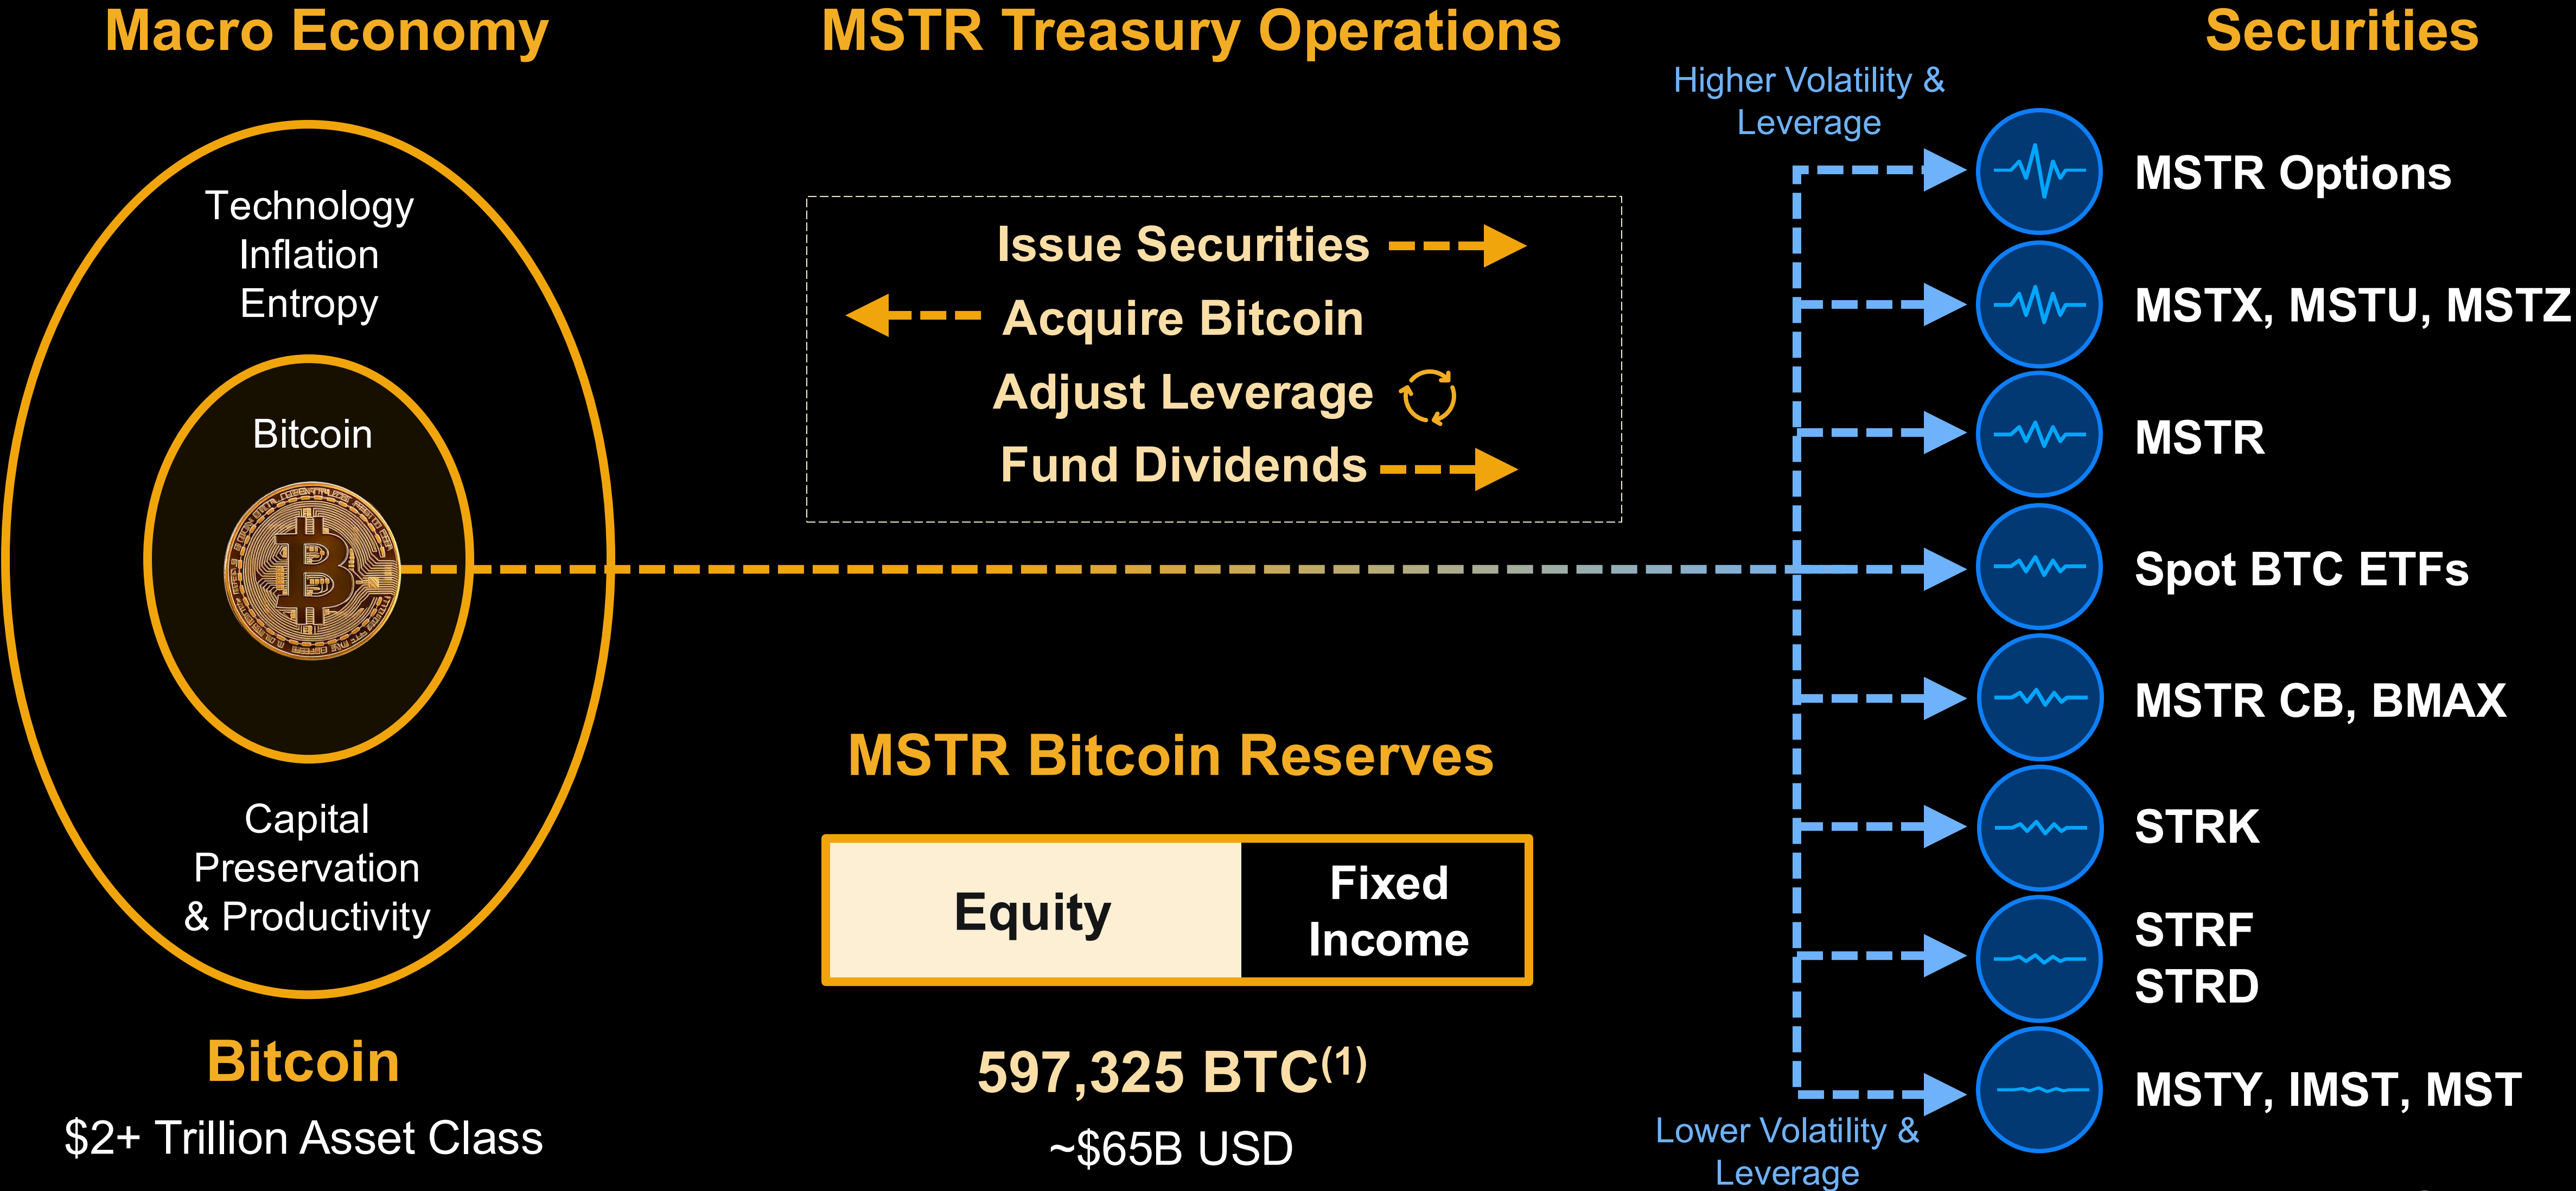 Macro Economy
Technology
Inflation
Entropy
Bitcoin
Capital
Preservation
& Productivity
Bitcoin
$2+ Trillion Asset Class
MSTR Treasury Operations
Issue Securities
Acquire Bitcoin
Adjust Leverage
Fund Dividends
MSTR Bitcoin Reserves
Equity
Fixed
Income
597,325 BTC(1)
~$65B USD
Securities
Higher Volatility &
Leverage
MSTR Options
MSTX, MSTU, MSTZ
MSTR
Spot BTC ETFs
MSTR CB, BMAX
STRK
STRF
STRD
MSTY, IMST, MST
Lower Volatility &
Leverage